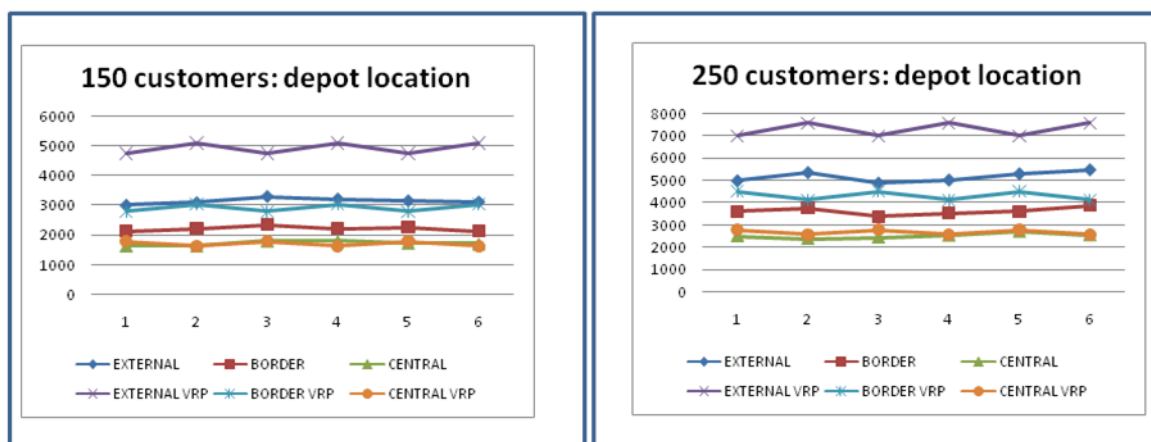 150 customers: depot location
6000
5000
4000
3000
2000
1000
0
1 2 3 4 5 6
EXTERNAL BORDER CENTRAL
EXTERNAL VRP BORDER VRP CENTRAL VRP
250 customers: depot location
8000
7000
6000
5000
4000
3000
2000
1000
0
1 2 3 4 5 6
EXTERNAL BORDER CENTRAL
EXTERNAL VRP BORDER VRP CENTRAL VRP